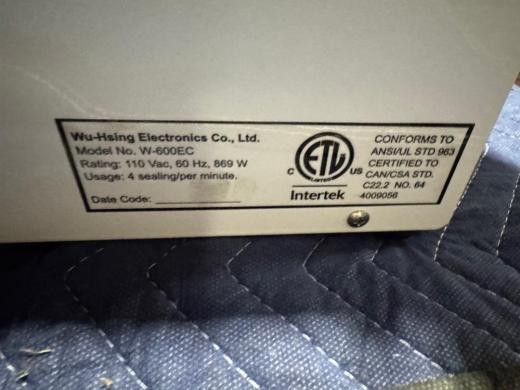 Wu-Hsing Electronics Co., Ltd.
Model No. W-600EC
Rating: 110 Vac, 60 Hz, 869 W
Usage: 4 sealing/per minute.
Date Code:
ETL
LISTED
C US
Intertek
CONFORMS TO
ANSI/UL STD 963
CERTIFIED TO
CAN/CSA STD.
C22.2 NO. 64
4009056